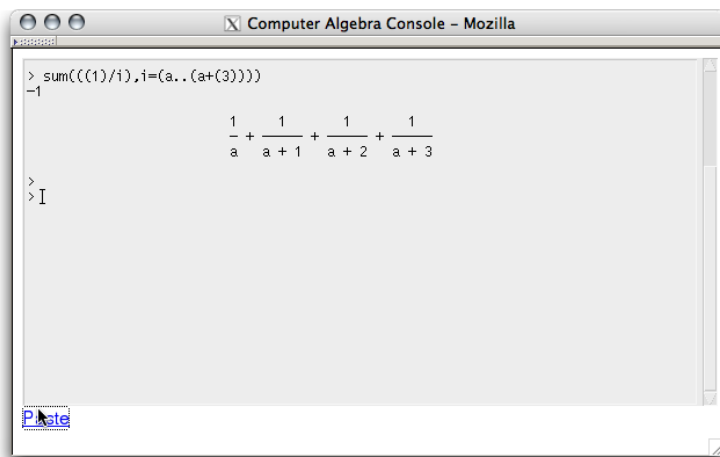 Computer Algebra Console – Mozilla
> sum(((1)/i),i=(a..(a+(3))))
-1
1 1 1 1
– + ––––– + ––––– + –––––
a a + 1 a + 2 a + 3
>
>
Paste